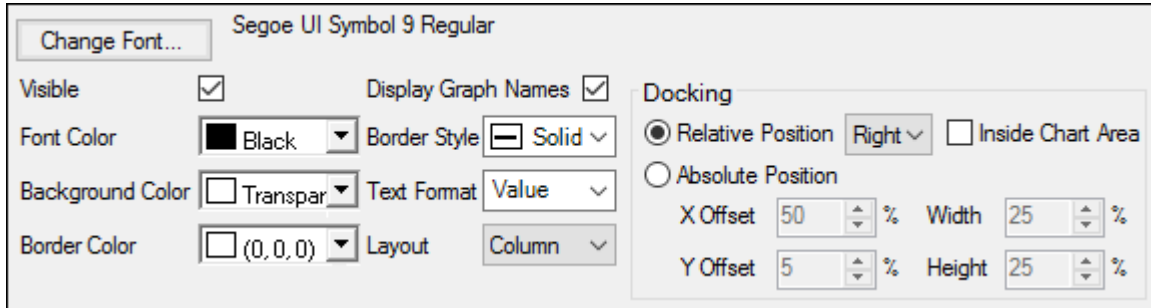 Change Font... Segoe UI Symbol 9 Regular
Visible Display Graph Names
Font Color Black Border Style Solid
Background Color Transpar Text Format Value
Border Color (0, 0, 0) Layout Column
Docking
Relative Position Right Inside Chart Area
Absolute Position
X Offset 50 % Width 25 %
Y Offset 5 % Height 25 %